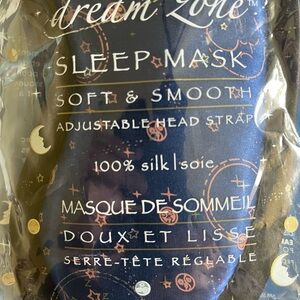 dream zone™
SLEEP MASK
SOFT & SMOOTH
ADJUSTABLE HEAD STRAP
100% silk | soie
MASQUE DE SOMMEIL
DOUX ET LISSE
SERRE-TÊTE RÉGLABLE